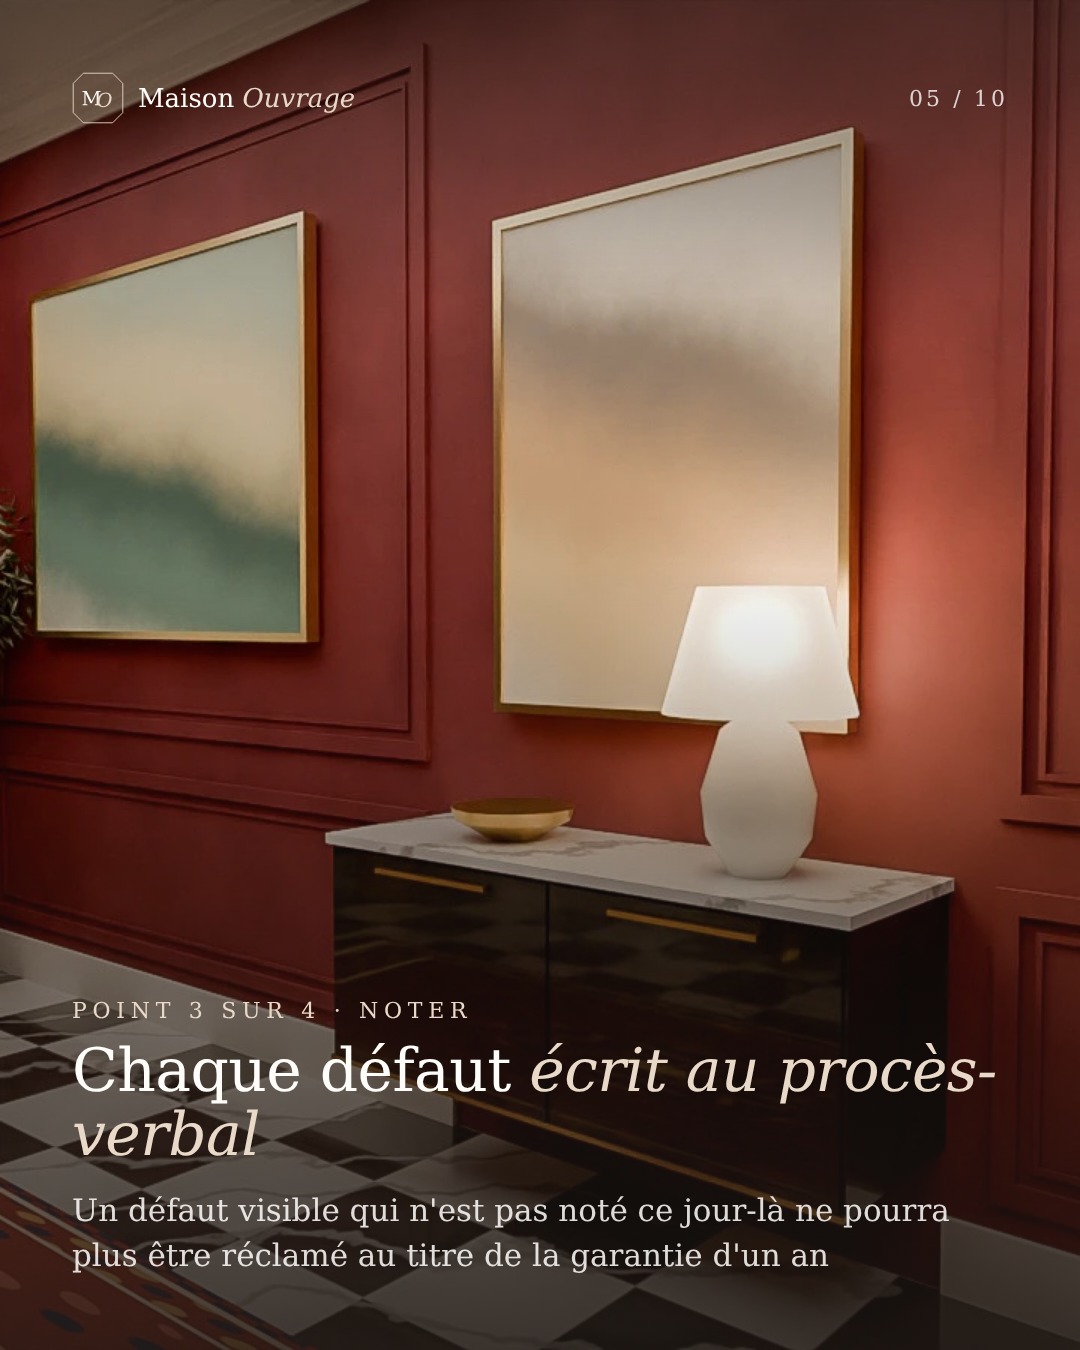 MO Maison Ouvrage
05 / 10
POINT 3 SUR 4 · NOTER
Chaque défaut écrit au procès-
verbal
Un défaut visible qui n'est pas noté ce jour-là ne pourra
plus être réclamé au titre de la garantie d'un an